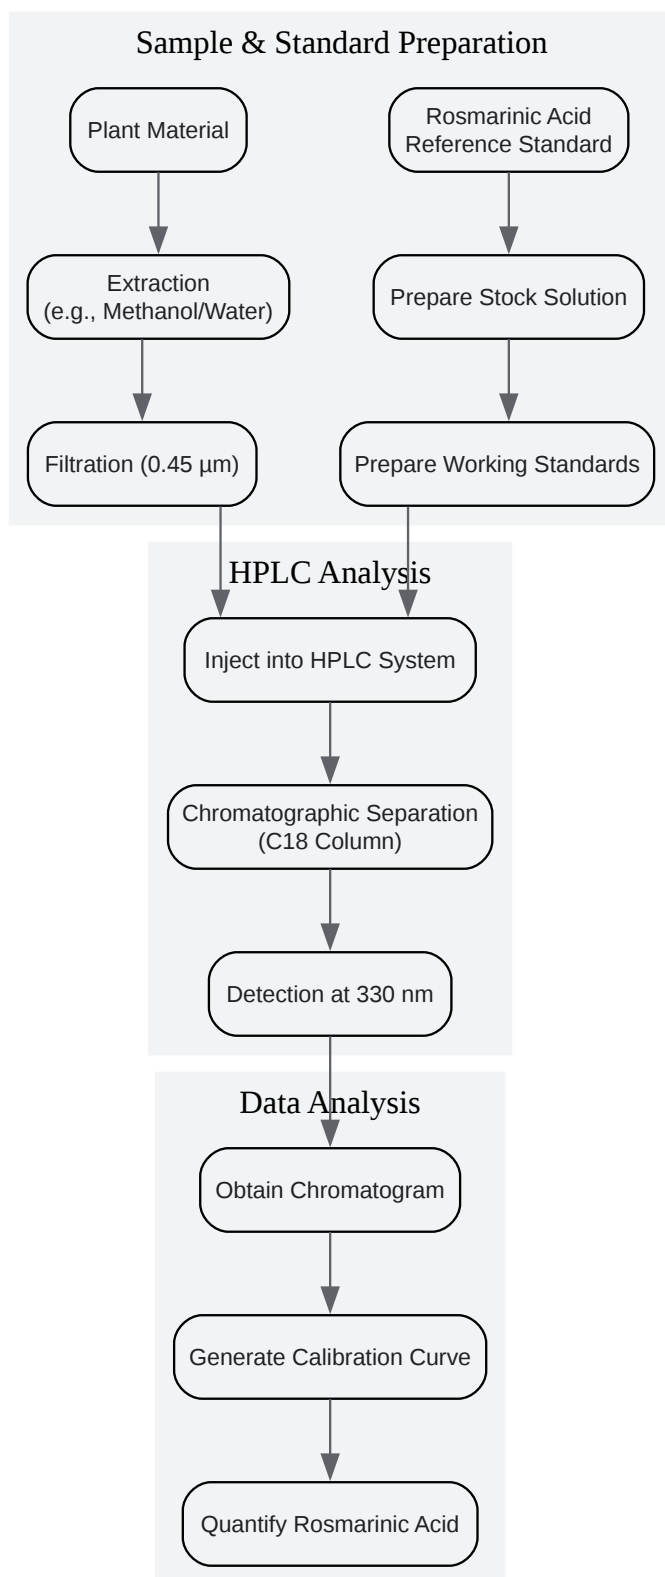 Sample & Standard Preparation
Plant Material
Rosmarinic Acid
Reference Standard
Extraction
(e.g., Methanol/Water)
Prepare Stock Solution
Filtration (0.45 µm)
Prepare Working Standards
HPLC Analysis
Inject into HPLC System
Chromatographic Separation
(C18 Column)
Detection at 330 nm
Data Analysis
Obtain Chromatogram
Generate Calibration Curve
Quantify Rosmarinic Acid